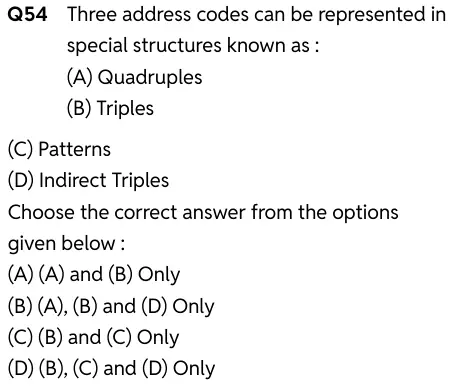 Q54 Three address codes can be represented in
special structures known as :
(A) Quadruples
(B) Triples
(C) Patterns
(D) Indirect Triples
Choose the correct answer from the options
given below :
(A) (A) and (B) Only
(B) (A), (B) and (D) Only
(C) (B) and (C) Only
(D) (B), (C) and (D) Only